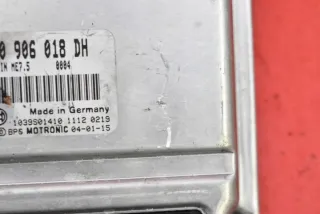 0 906 018 DH
ME7.5 0004
Made in Germany
1039S01410 1112 0219
BPS MOTRONIC 04-01-15